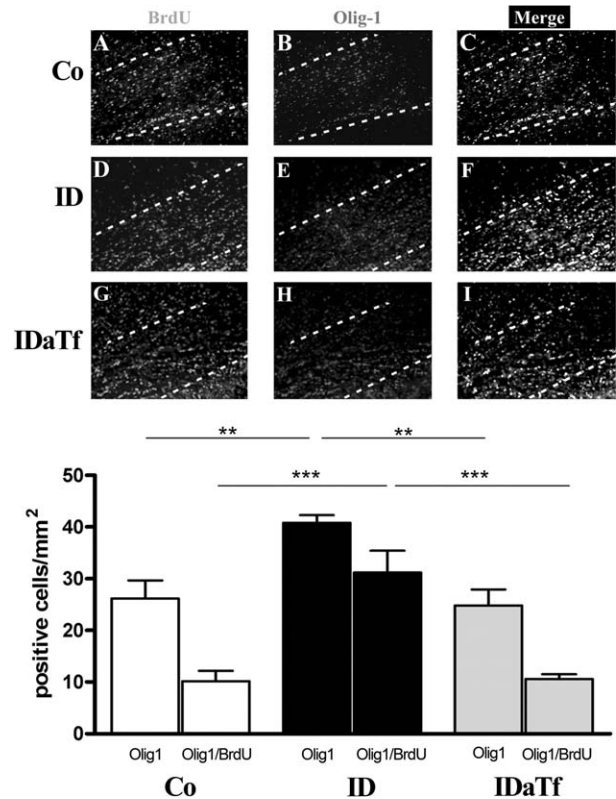 BrdU Olig-1 Merge
Co A B C
ID D E F
IDaTf G H I
** **
*** ***
50
40
30
20
10
0
positive cells/mm²
Olig1 Olig1/BrdU Olig1 Olig1/BrdU Olig1 Olig1/BrdU
Co ID IDaTf